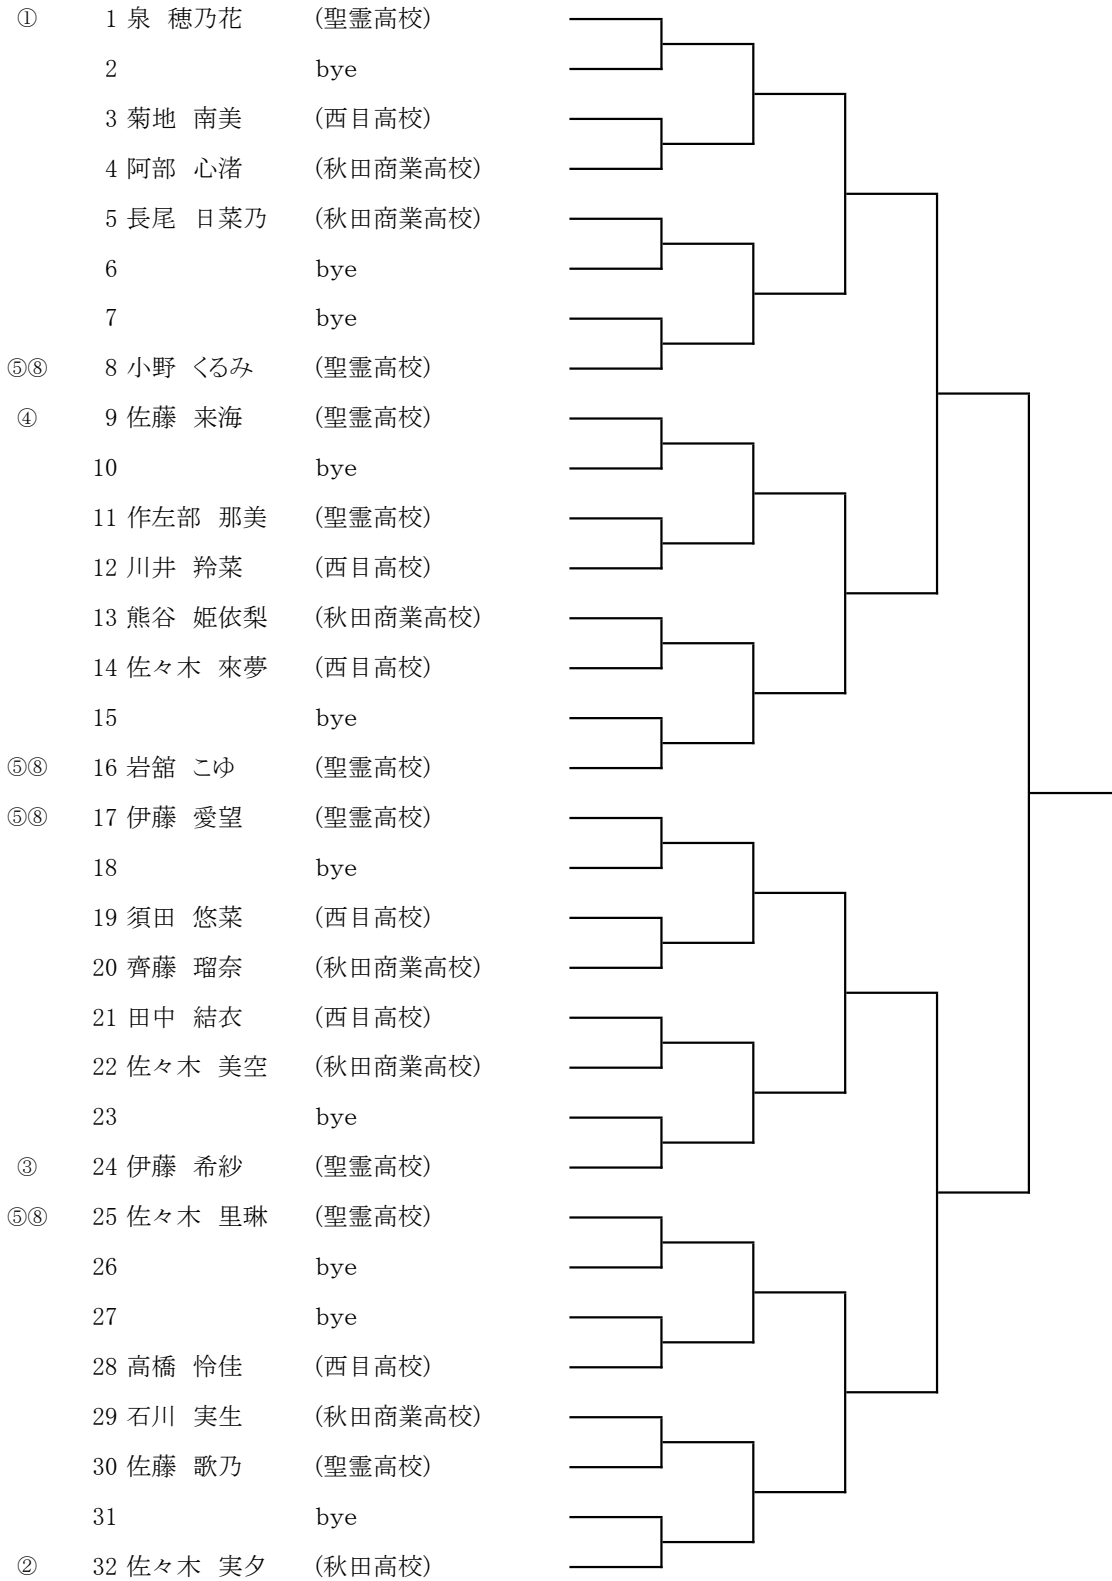 ① 1 泉 穂乃花 (聖霊高校)
2 bye
3 菊地 南美 (西目高校)
4 阿部 心渚 (秋田商業高校)
5 長尾 日菜乃 (秋田商業高校)
6 bye
7 bye
⑤⑧ 8 小野 くるみ (聖霊高校)
④ 9 佐藤 来海 (聖霊高校)
10 bye
11 作左部 那美 (聖霊高校)
12 川井 羚菜 (西目高校)
13 熊谷 姫依梨 (秋田商業高校)
14 佐々木 來夢 (西目高校)
15 bye
⑤⑧ 16 岩舘 こゆ (聖霊高校)
⑤⑧ 17 伊藤 愛望 (聖霊高校)
18 bye
19 須田 悠菜 (西目高校)
20 齊藤 瑠奈 (秋田商業高校)
21 田中 結衣 (西目高校)
22 佐々木 美空 (秋田商業高校)
23 bye
③ 24 伊藤 希紗 (聖霊高校)
⑤⑧ 25 佐々木 里琳 (聖霊高校)
26 bye
27 bye
28 高橋 怜佳 (西目高校)
29 石川 実生 (秋田商業高校)
30 佐藤 歌乃 (聖霊高校)
31 bye
② 32 佐々木 実夕 (秋田高校)